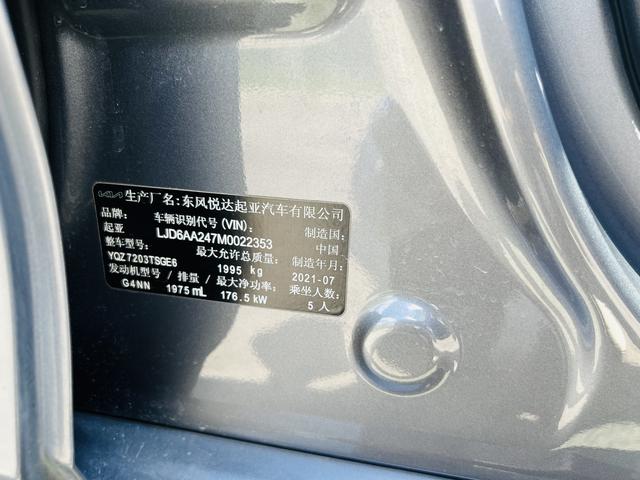 KIA 生产厂名:东风悦达起亚汽车有限公司
品牌: 车辆识别代号(VIN): 制造国:
起亚 LJD6AA247M0022353 中国
整车型号: 最大允许总质量: 制造年月:
YQZ7203TSGE6 1995 kg 2021-07
发动机型号/排量/最大净功率: 乘坐人数:
G4NN 1975 mL 176.5 kW 5 人